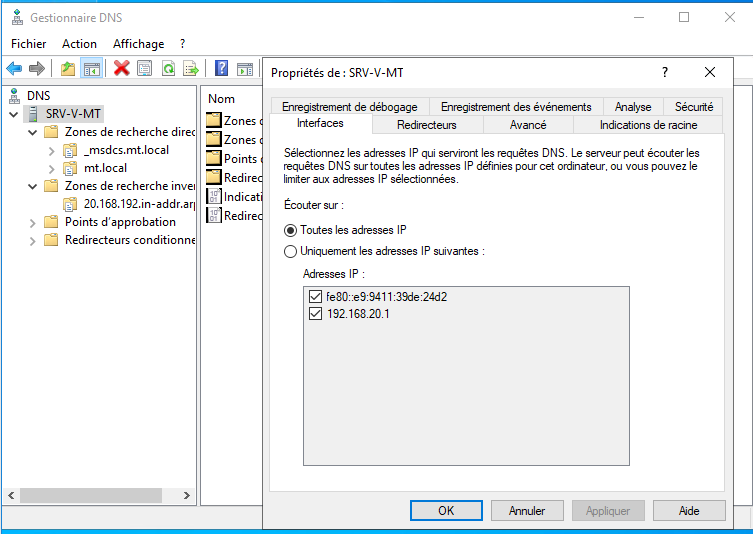 Gestionnaire DNS
Fichier Action Affichage ?
DNS
SRV-V-MT
Zones de recherche direc
_msdcs.mt.local
mt.local
Zones de recherche inver
20.168.192.in-addr.arp
Points d'approbation
Redirecteurs conditionne
Nom
Zones d
Zones d
Points d
Redirec
Indicati
Redirec
Propriétés de : SRV-V-MT
?
Enregistrement de débogage Enregistrement des événements Analyse Sécurité
Interfaces Redirecteurs Avancé Indications de racine
Sélectionnez les adresses IP qui serviront les requêtes DNS. Le serveur peut écouter les
requêtes DNS sur toutes les adresses IP définies pour cet ordinateur, ou vous pouvez le
limiter aux adresses IP sélectionnées.
Écouter sur :
Toutes les adresses IP
Uniquement les adresses IP suivantes :
Adresses IP :
fe80::e9:9411:39de:24d2
192.168.20.1
OK Annuler Appliquer Aide